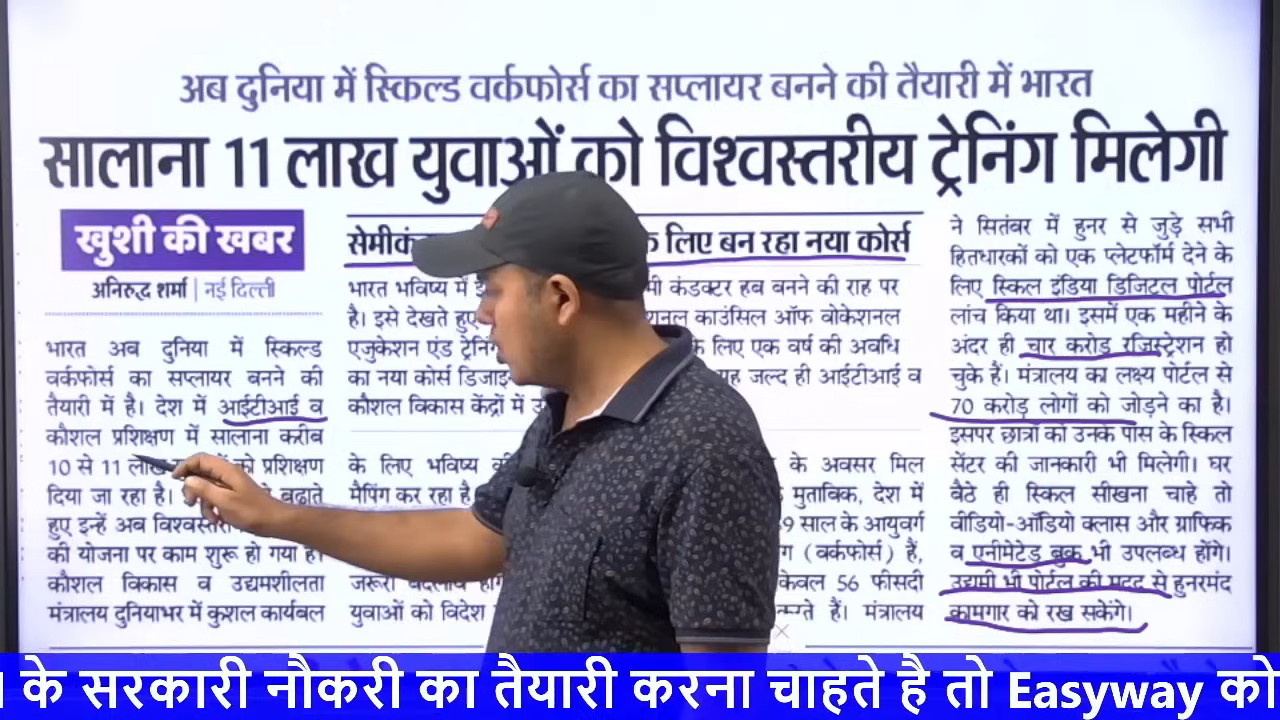 अब दुनिया में स्किल्ड वर्कफोर्स का सप्लायर बनने की तैयारी में भारत
सालाना 11 लाख युवाओं को विश्वस्तरीय ट्रेनिंग मिलेगी
खुशी की खबर
अनिरुद्ध शर्मा | नई दिल्ली
भारत अब दुनिया में स्किल्ड
वर्कफोर्स का सप्लायर बनने की
तैयारी में है। देश में आईटीआई व
कौशल प्रशिक्षण में सालाना करीब
10 से 11 लाख को प्रशिक्षण
दिया जा रहा है। बढ़ाते
हुए इन्हें अब
की योजना पर काम शुरू हो गया है।
कौशल विकास व उद्यमशीलता
मंत्रालय दुनियाभर में कुशल कार्यबल
के लिए बन रहा नया कोर्स
भारत भविष्य में कंडक्टर हब बनने की राह पर
है। इसे देखते हुए काउंसिल ऑफ वोकेशनल
एजुकेशन एंड के लिए एक वर्ष की अवधि
का नया कोर्स जल्द ही आईटीआई व
कौशल विकास केंद्रों में
के लिए भविष्य के अवसर मिल
मैपिंग कर रहा है मुताबिक, देश में
साल के आयुवर्ग
(वर्कफोर्स) हैं,
जरूरी बदलाव केवल 56 फीसदी
युवाओं को विदेश हैं। मंत्रालय
ने सितंबर में हुनर से जुड़े सभी
हितधारकों को एक प्लेटफॉर्म देने के
लिए स्किल इंडिया डिजिटल पोर्टल
लांच किया था। इसमें एक महीने के
अंदर ही चार करोड़ रजिस्ट्रेशन हो
चुके हैं। मंत्रालय का लक्ष्य पोर्टल से
70 करोड़ लोगों को जोड़ने का है।
इसपर छात्रों को उनके पास के स्किल
सेंटर की जानकारी भी मिलेगी। घर
बैठे ही स्किल सीखना चाहे तो
वीडियो-ऑडियो क्लास और ग्राफिक
व एनीमेटेड बुक भी उपलब्ध होंगे।
उद्यमी भी पोर्टल की मदद से हुनरमंद
कामगार को रख सकेंगे।
के सरकारी नौकरी का तैयारी करना चाहते है तो Easyway को